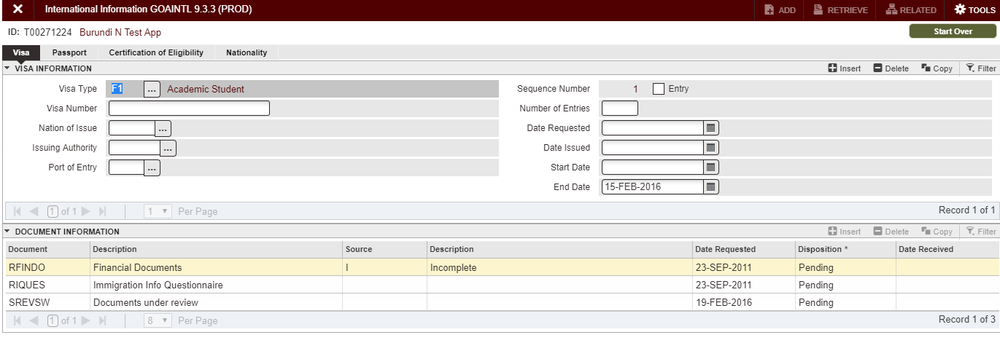 International Information GOAINTL 9.3.3 (PROD) ADD RETRIEVE RELATED TOOLS
ID: T00271224 Burundi N Test App Start Over
Visa Passport Certification of Eligibility Nationality
VISA INFORMATION Insert Delete Copy Filter
Visa Type F1 ... Academic Student Sequence Number 1 Entry
Visa Number Number of Entries
Nation of Issue ... Date Requested
Issuing Authority ... Date Issued
Port of Entry ... Start Date
End Date 15-FEB-2016
1 of 1 1 Per Page Record 1 of 1
DOCUMENT INFORMATION Insert Delete Copy Filter
Document Description Source Description Date Requested Disposition * Date Received
RFINDO Financial Documents I Incomplete 23-SEP-2011 Pending
RIQUES Immigration Info Questionnaire 23-SEP-2011 Pending
SREVSW Documents under review 19-FEB-2016 Pending
1 of 1 8 Per Page Record 1 of 3